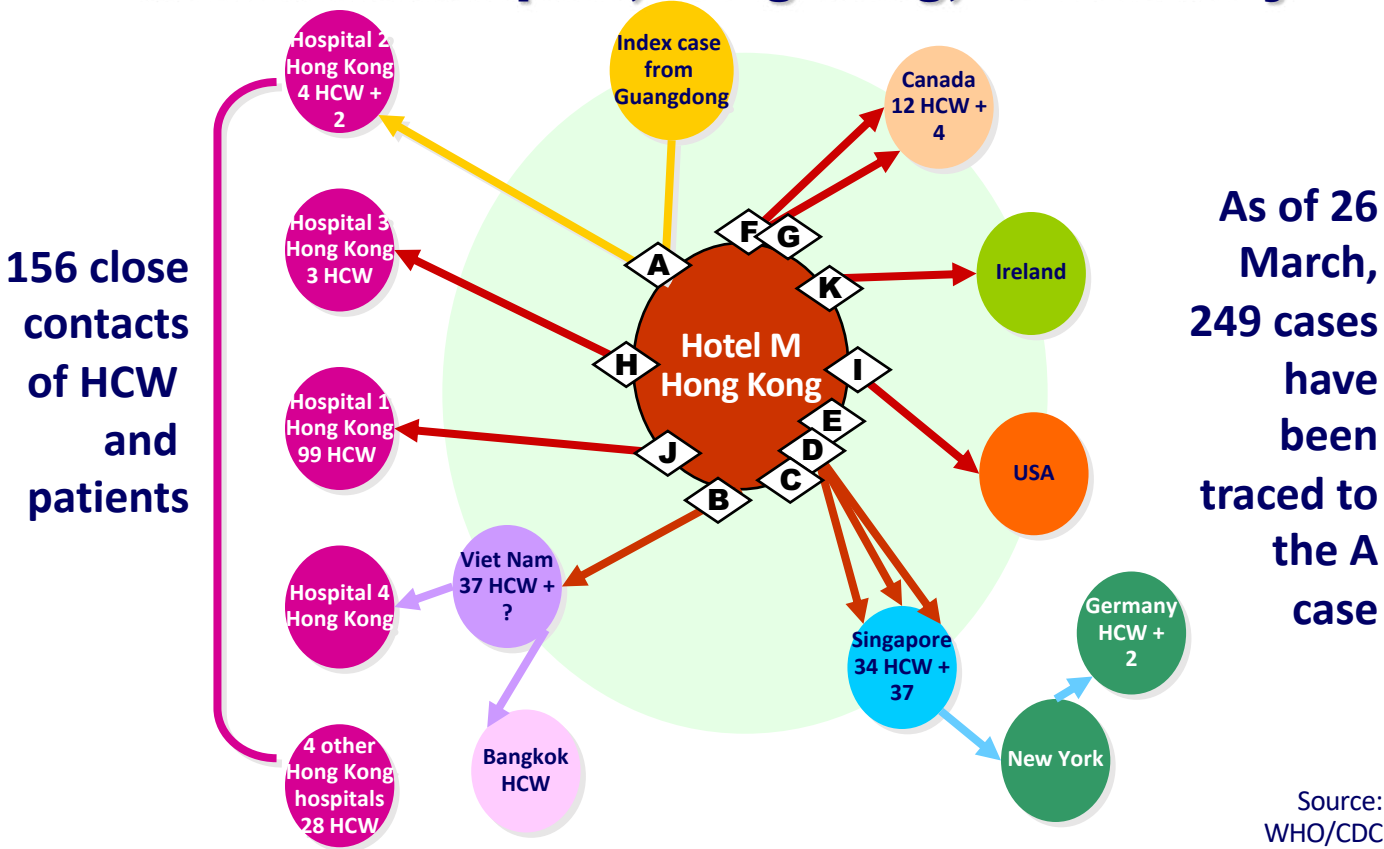 156 close
contacts
of HCW
and
patients
Hospital 2
Hong Kong
4 HCW +
2
Hospital 3
Hong Kong
3 HCW
Hospital 1
Hong Kong
99 HCW
Hospital 4
Hong Kong
4 other
Hong Kong
hospitals
28 HCW
Index case
from
Guangdong
Viet Nam
37 HCW +
?
Bangkok
HCW
A
H
J
B
Hotel M
Hong Kong
F
G
K
I
E
D
C
Canada
12 HCW +
4
Ireland
USA
Singapore
34 HCW +
37
New York
Germany
HCW +
2
As of 26
March,
249 cases
have
been
traced to
the A
case
Source:
WHO/CDC